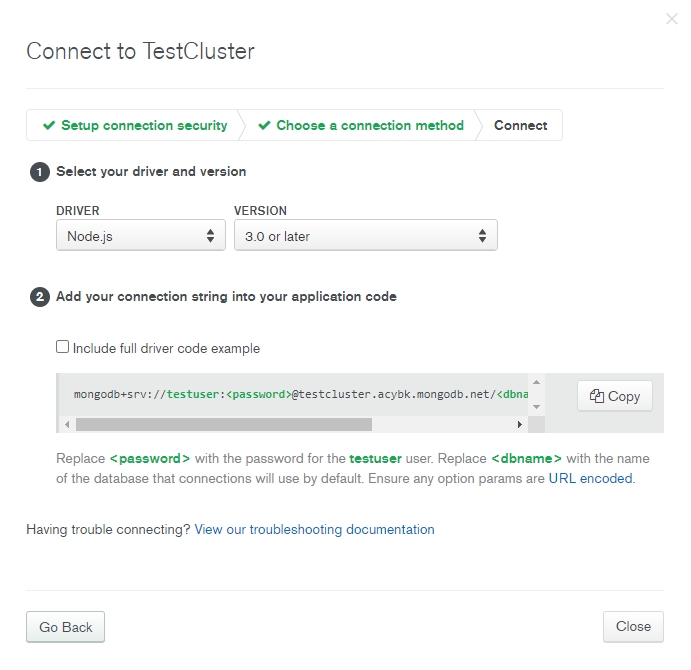 Connect to TestCluster
Setup connection security
Choose a connection method
Connect
1 Select your driver and version
DRIVER
VERSION
Node.js
3.0 or later
2 Add your connection string into your application code
Include full driver code example
mongodb+srv://testuser:<password>@testcluster.acybk.mongodb.net/<dbna
Copy
Replace <password> with the password for the testuser user. Replace <dbname> with the name
of the database that connections will use by default. Ensure any option params are URL encoded.
Having trouble connecting? View our troubleshooting documentation
Go Back
Close